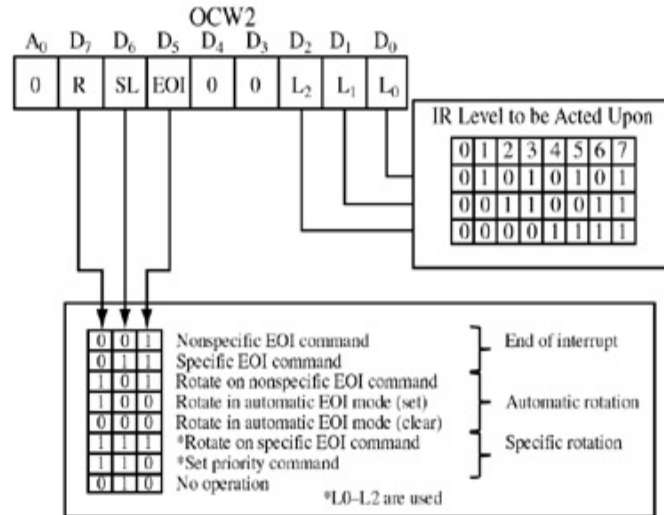 OCW2
A0 D7 D6 D5 D4 D3 D2 D1 D0
0 R SL EOI 0 0 L2 L1 L0
IR Level to be Acted Upon
0 1 2 3 4 5 6 7
0 1 0 1 0 1 0 1
0 0 1 1 0 0 1 1
0 0 0 0 1 1 1 1
0 0 1 Nonspecific EOI command
0 1 1 Specific EOI command
End of interrupt
1 0 1 Rotate on nonspecific EOI command
1 0 0 Rotate in automatic EOI mode (set)
0 0 0 Rotate in automatic EOI mode (clear)
Automatic rotation
1 1 1 *Rotate on specific EOI command
1 1 0 *Set priority command
Specific rotation
0 1 0 No operation
*L0–L2 are used